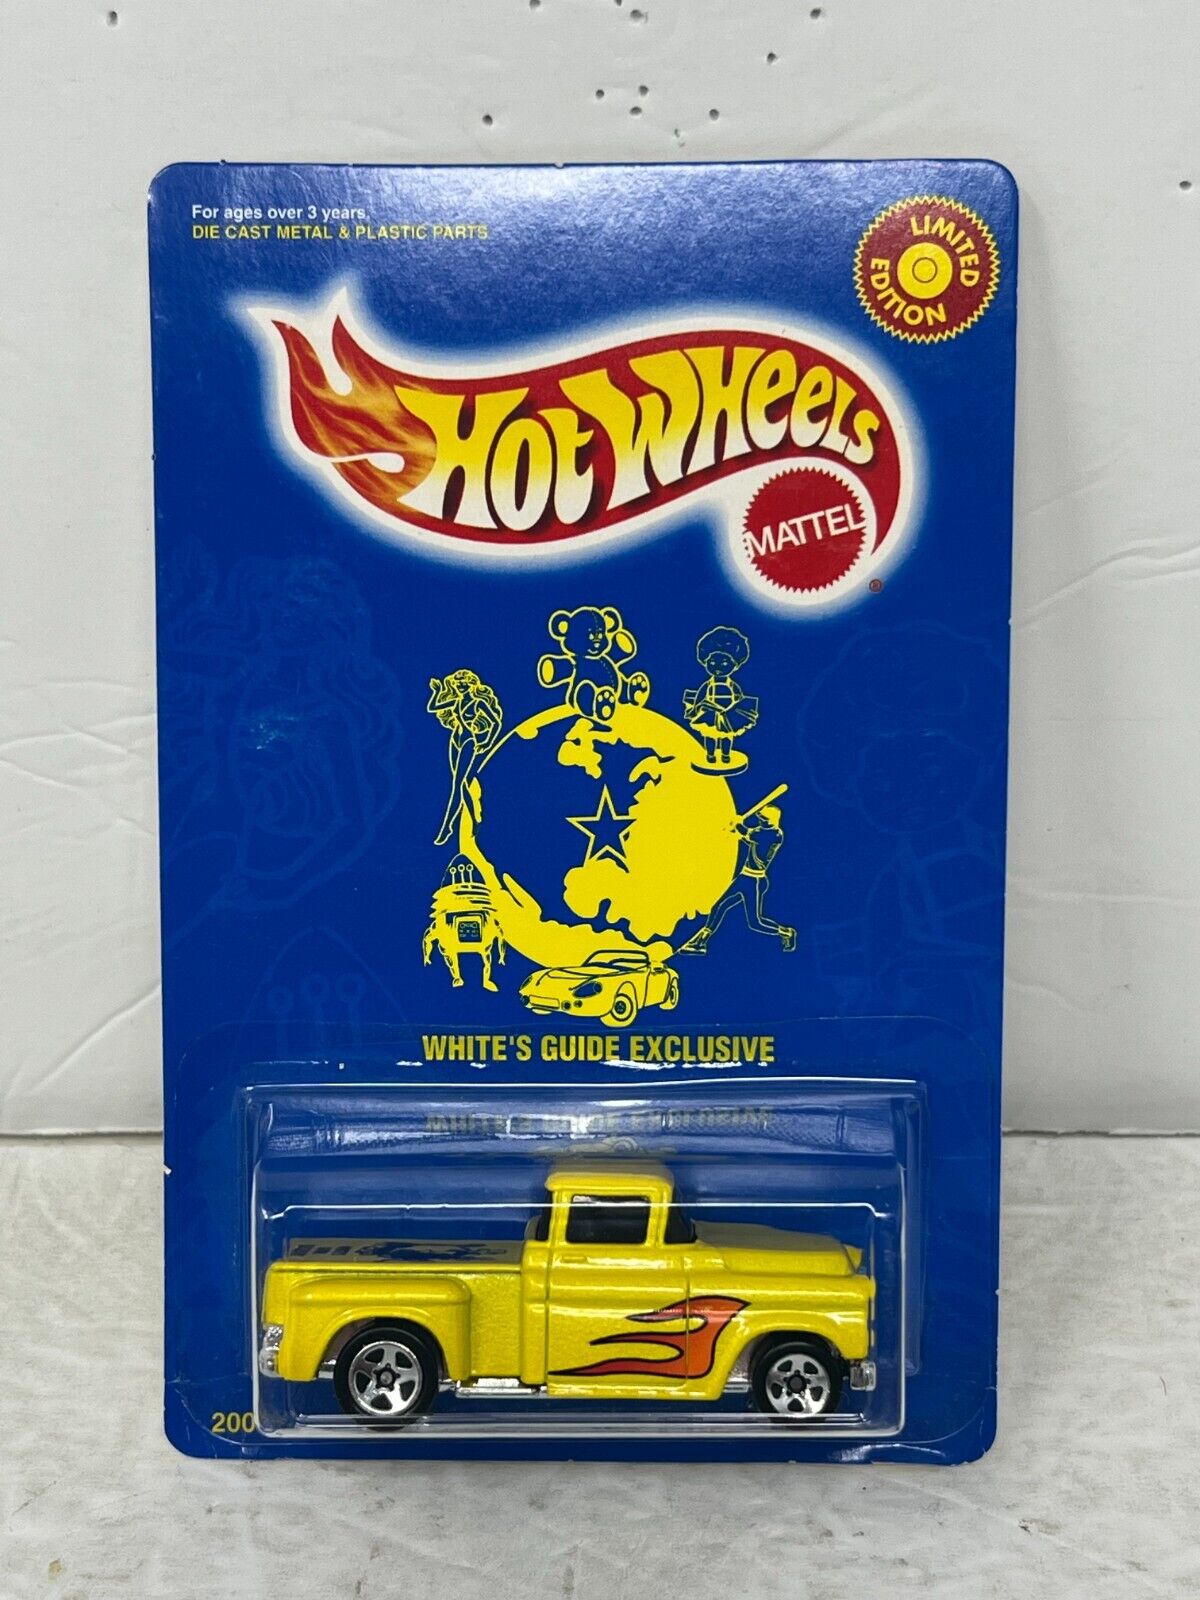 For ages over 3 years.
DIE CAST METAL & PLASTIC PARTS
LIMITED
EDITION
HOT WHEELS
MATTEL
®
WHITE'S GUIDE EXCLUSIVE
200